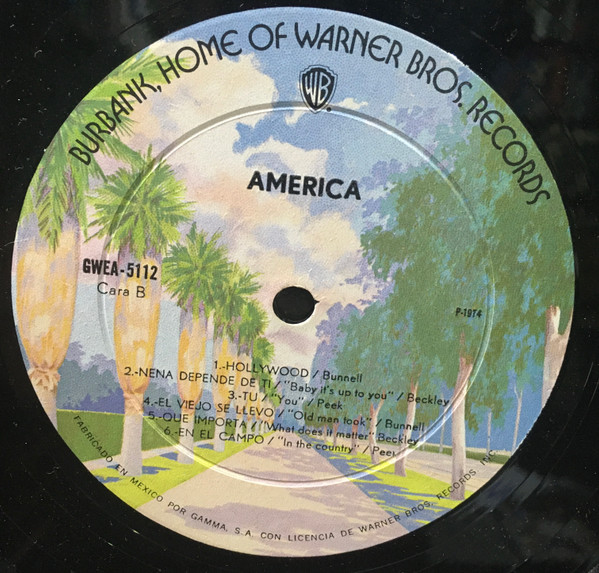 BURBANK, HOME OF WARNER BROS. RECORDS
WB
AMERICA
GWEA-5112
Cara B
P-1974
1.-HOLLYWOOD / Bunnell
2.-NENA DEPENDE DE TI / "Baby it's up to you" / Beckley
3.-TU / "You" / Peek
4.-EL VIEJO SE LLEVO / "Old man took" / Bunnell
5.-QUE IMPORTA / "What does it matter" Beckley
6.-EN EL CAMPO / "In the country" / Peek
FABRICADO EN MEXICO POR GAMMA, S.A. CON LICENCIA DE WARNER BROS. RECORDS, INC.